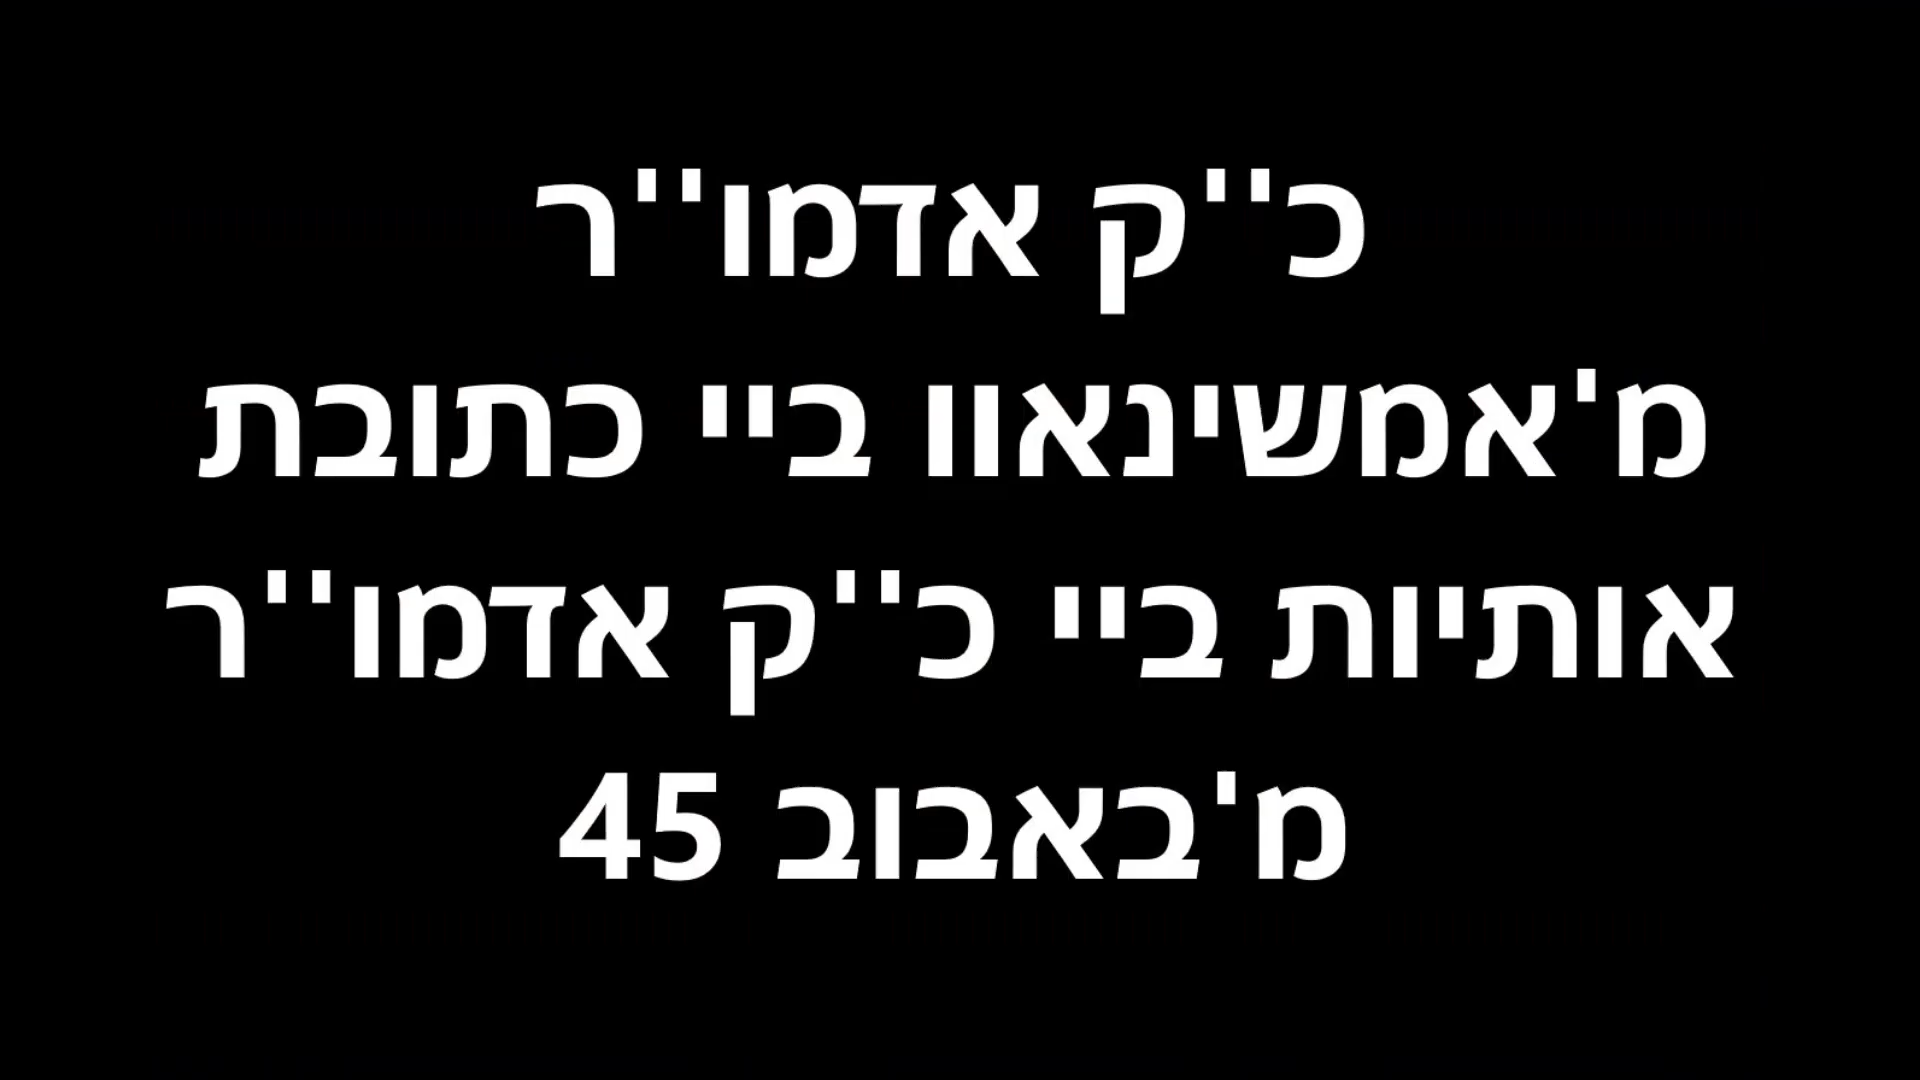 כ''ק אדמו''ר
מ'אמשינאוו ביי כתובת
אותיות ביי כ''ק אדמו''ר
מ'באבוב 45